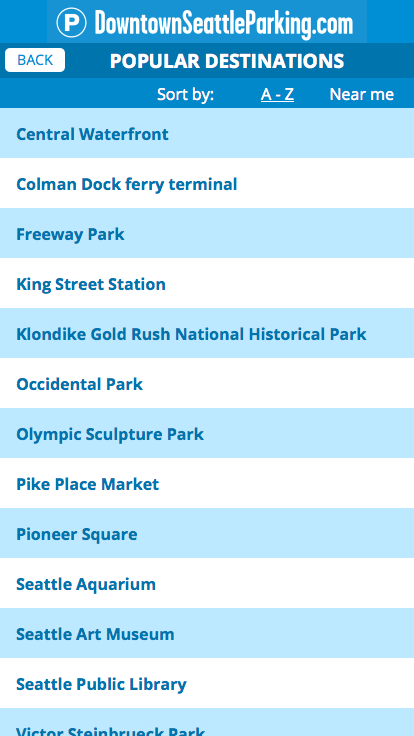 P DowntownSeattleParking.com
BACK POPULAR DESTINATIONS
Sort by: A - Z Near me
Central Waterfront
Colman Dock ferry terminal
Freeway Park
King Street Station
Klondike Gold Rush National Historical Park
Occidental Park
Olympic Sculpture Park
Pike Place Market
Pioneer Square
Seattle Aquarium
Seattle Art Museum
Seattle Public Library
Victor Steinbrueck Park